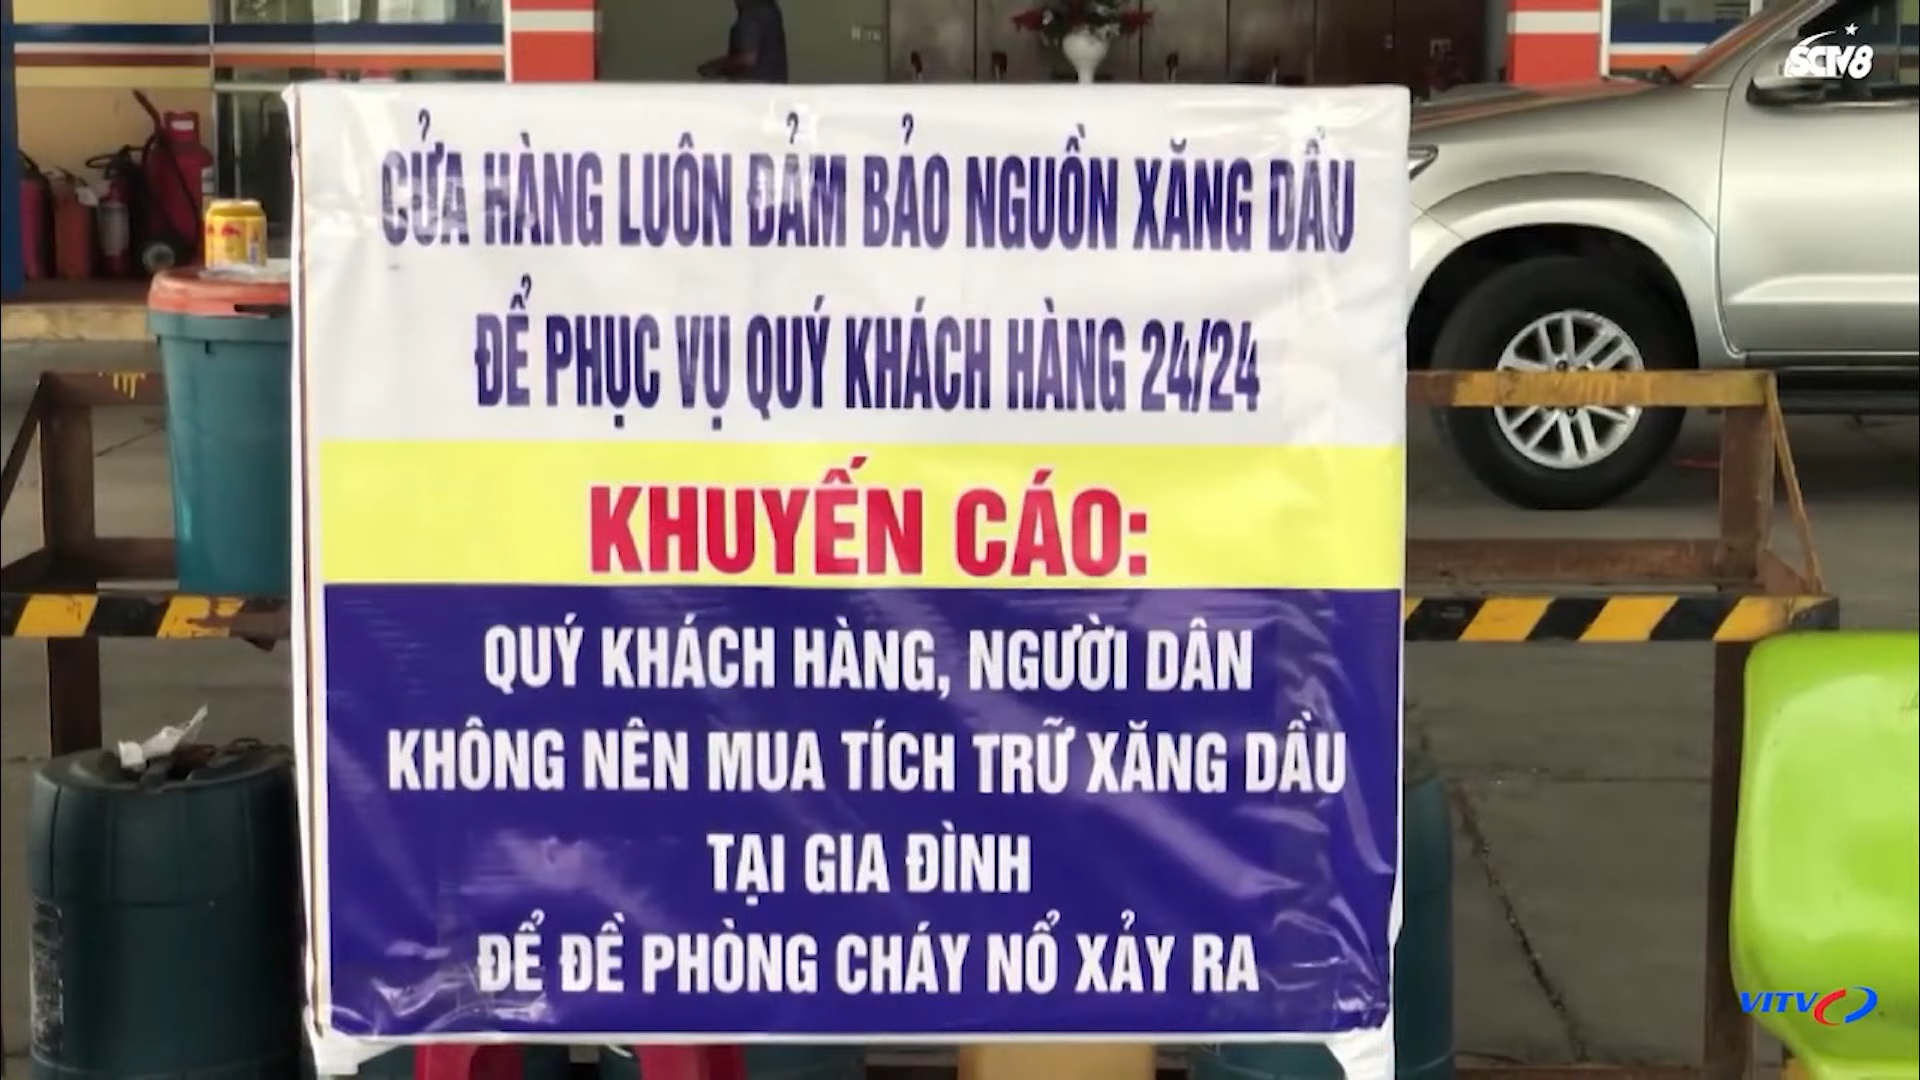 SCTV8
CỬA HÀNG LUÔN ĐẢM BẢO NGUỒN XĂNG DẦU
ĐỂ PHỤC VỤ QUÝ KHÁCH HÀNG 24/24
KHUYẾN CÁO:
QUÝ KHÁCH HÀNG, NGƯỜI DÂN
KHÔNG NÊN MUA TÍCH TRỮ XĂNG DẦU
TẠI GIA ĐÌNH
ĐỂ ĐỀ PHÒNG CHÁY NỔ XẢY RA
VITV